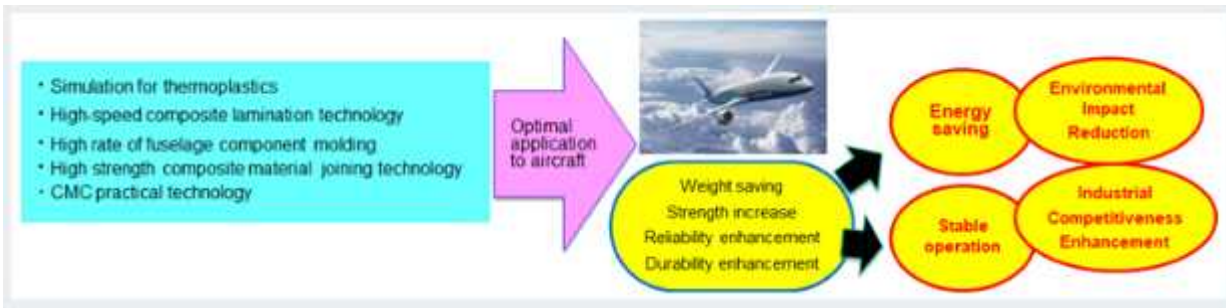 ・Simulation for thermoplastics
・High-speed composite lamination technology
・High rate of fuselage component molding
・High strength composite material joining technology
・CMC practical technology
Optimal
application
to aircraft
Weight saving
Strength increase
Reliability enhancement
Durability enhancement
Energy
saving
Environmental
Impact
Reduction
Stable
operation
Industrial
Competitiveness
Enhancement